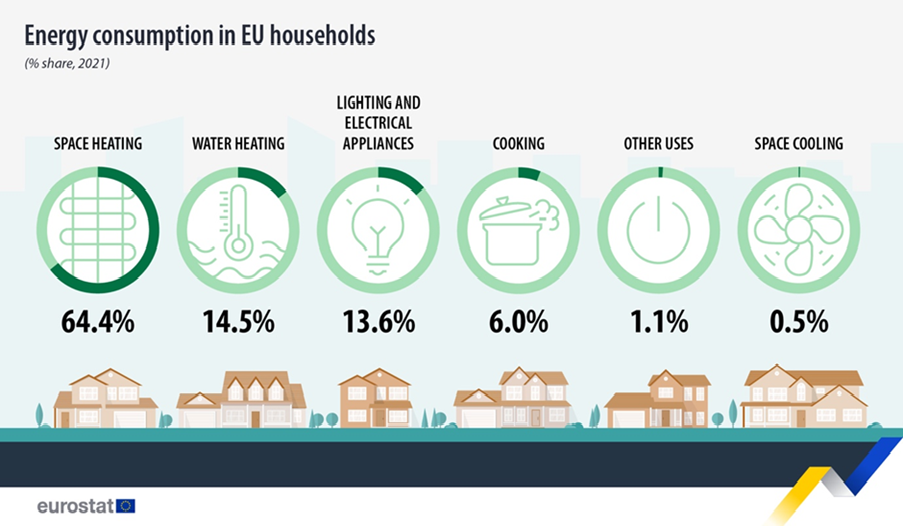 Energy consumption in EU households
(% share, 2021)
SPACE HEATING
64.4%
WATER HEATING
14.5%
LIGHTING AND
ELECTRICAL
APPLIANCES
13.6%
COOKING
6.0%
OTHER USES
1.1%
SPACE COOLING
0.5%
eurostat